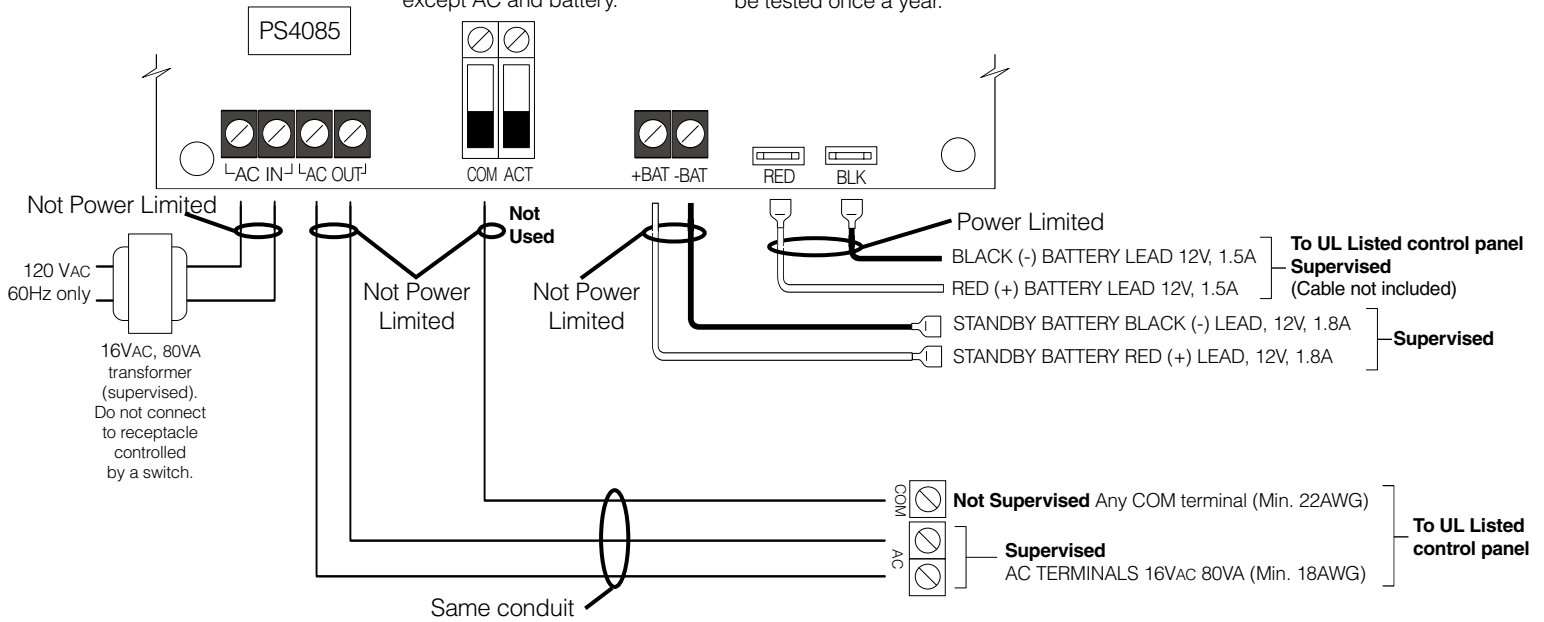 except AC and battery.
be tested once a year.
PS4085
AC IN AC OUT
COM ACT
+BAT -BAT
RED
BLK
Not Power Limited
Not
Used
Power Limited
120 VAC
60Hz only
Not Power
Limited
Not Power
Limited
BLACK (-) BATTERY LEAD 12V, 1.5A
RED (+) BATTERY LEAD 12V, 1.5A
To UL Listed control panel
Supervised
(Cable not included)
STANDBY BATTERY BLACK (-) LEAD, 12V, 1.8A
STANDBY BATTERY RED (+) LEAD, 12V, 1.8A
Supervised
16VAC, 80VA
transformer
(supervised).
Do not connect
to receptacle
controlled
by a switch.
COM
Not Supervised Any COM terminal (Min. 22AWG)
AC
Supervised
AC TERMINALS 16VAC 80VA (Min. 18AWG)
To UL Listed
control panel
Same conduit